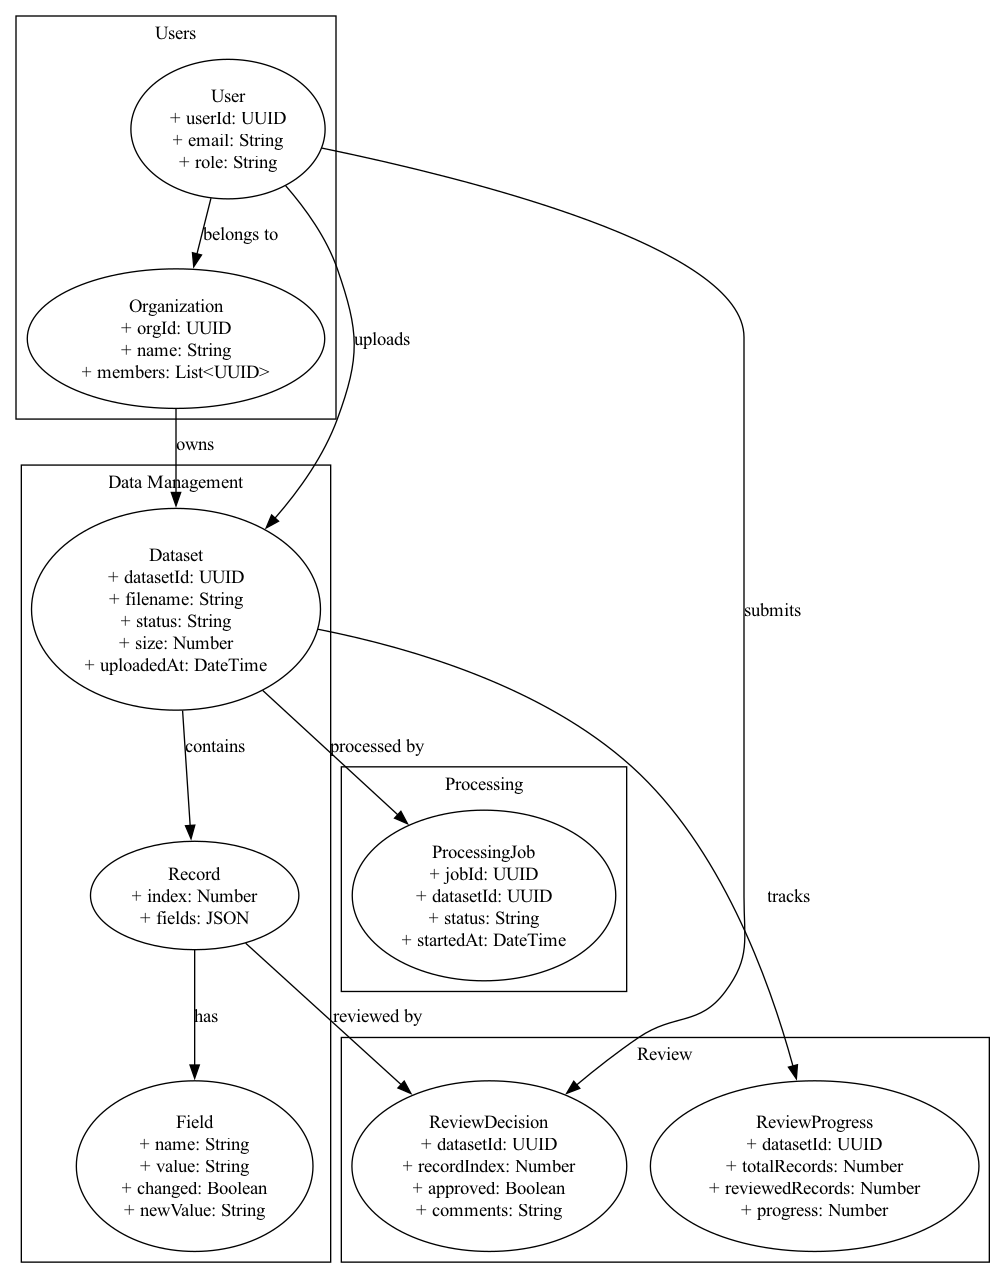 Users
User
+ userId: UUID
+ email: String
+ role: String
belongs to
Organization
+ orgId: UUID
+ name: String
+ members: List<UUID>
uploads
owns
Data Management
Dataset
+ datasetId: UUID
+ filename: String
+ status: String
+ size: Number
+ uploadedAt: DateTime
submits
contains
processed by
Processing
ProcessingJob
+ jobId: UUID
+ datasetId: UUID
+ status: String
+ startedAt: DateTime
Record
+ index: Number
+ fields: JSON
tracks
has
reviewed by
Review
Field
+ name: String
+ value: String
+ changed: Boolean
+ newValue: String
ReviewDecision
+ datasetId: UUID
+ recordIndex: Number
+ approved: Boolean
+ comments: String
ReviewProgress
+ datasetId: UUID
+ totalRecords: Number
+ reviewedRecords: Number
+ progress: Number